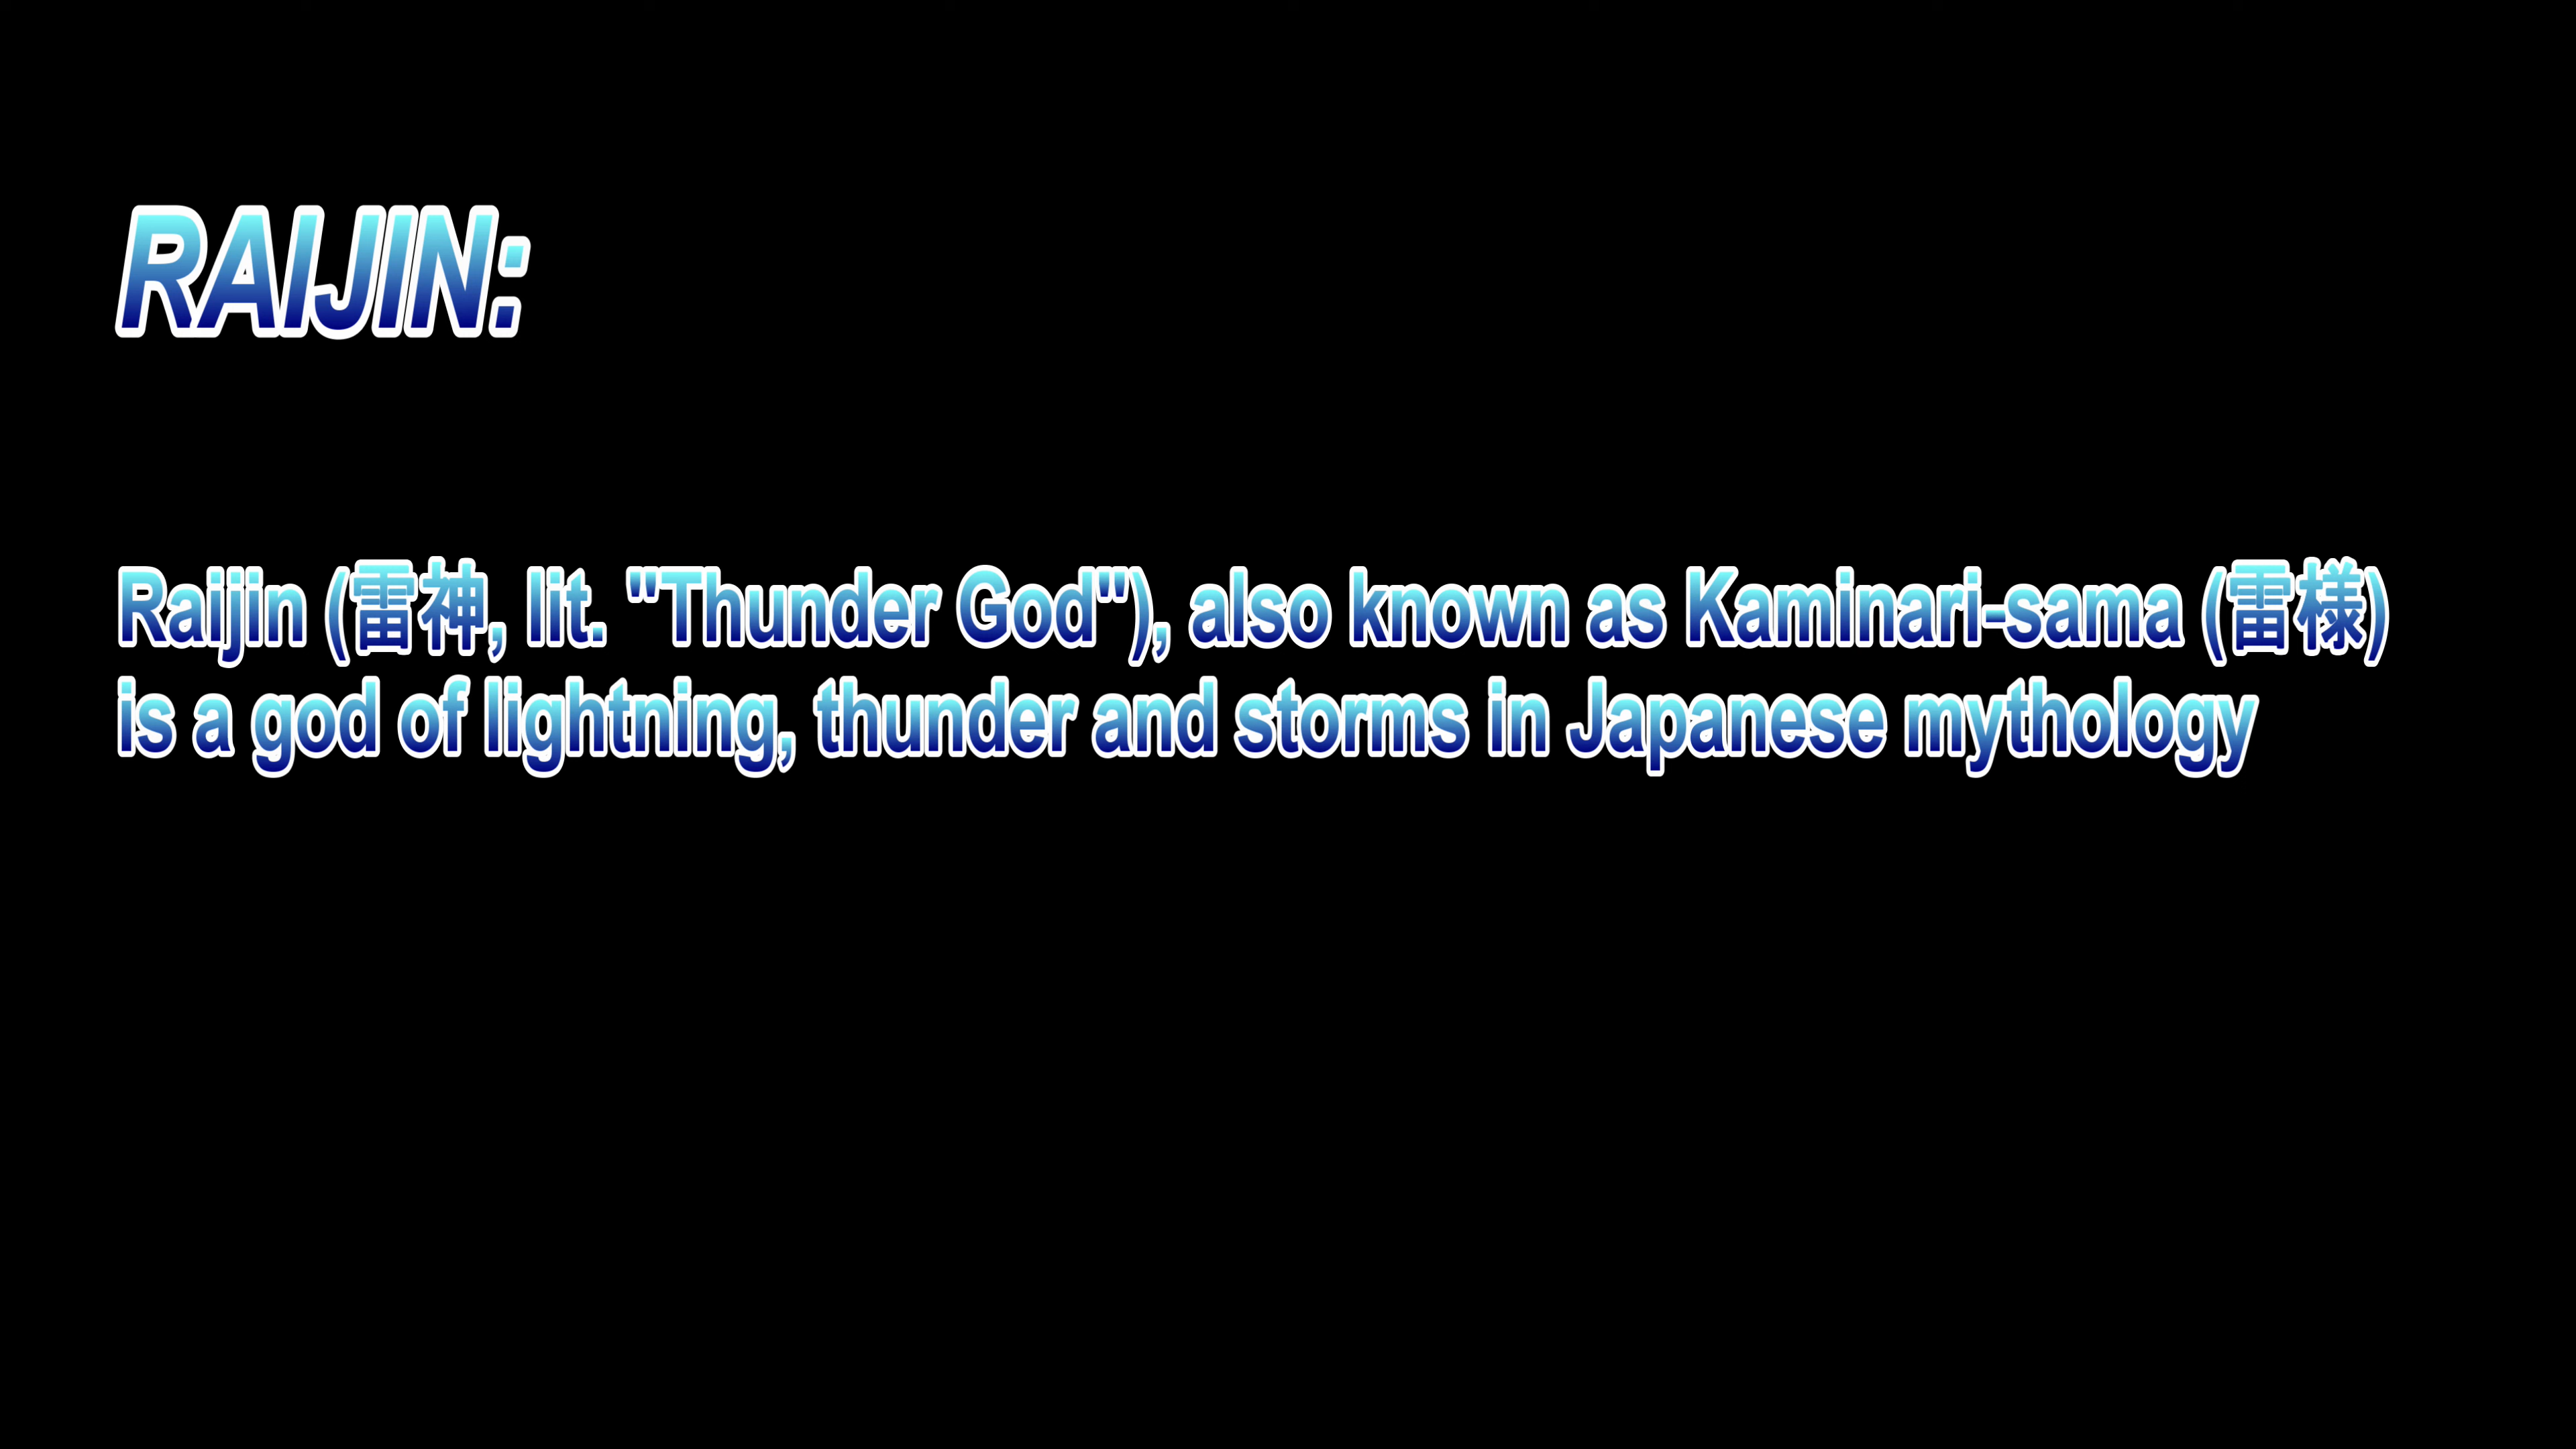 RAIJIN:
Raijin (雷神, lit. "Thunder God"), also known as Kaminari-sama (雷様)
is a god of lightning, thunder and storms in Japanese mythology